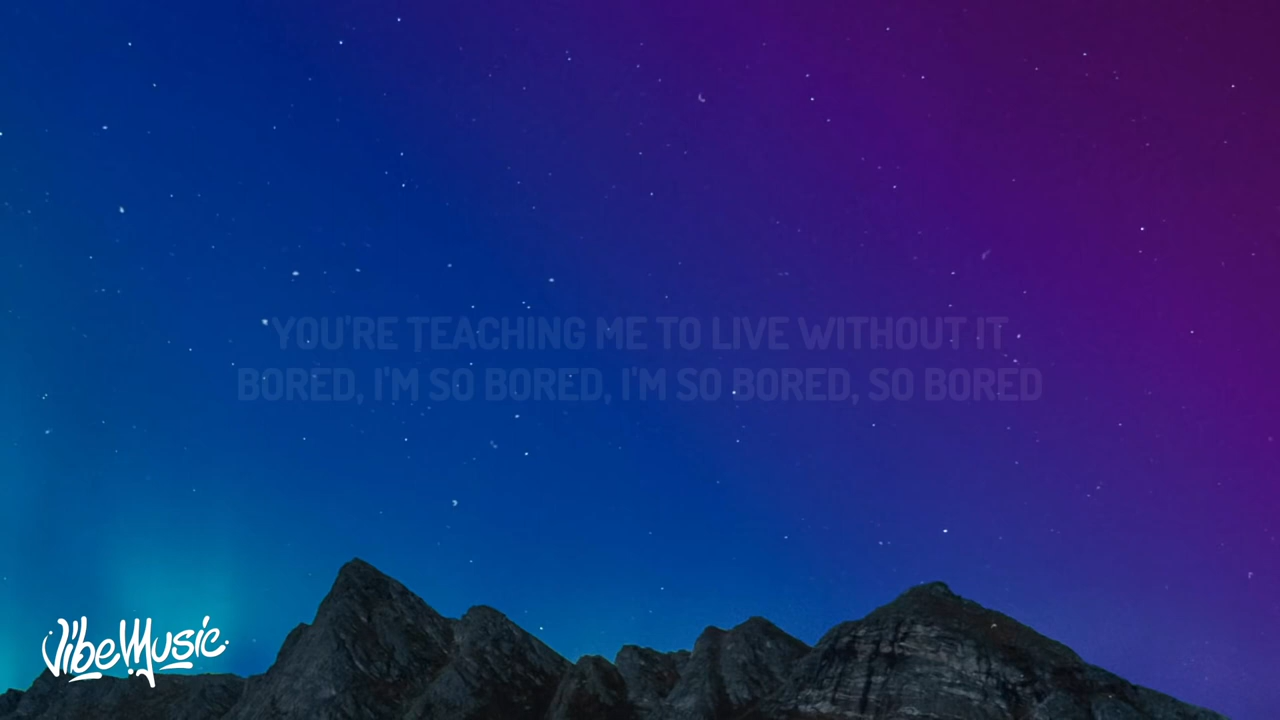 YOU'RE TEACHING ME TO LIVE WITHOUT IT
BORED, I'M SO BORED, I'M SO BORED, SO BORED
VibeMusic